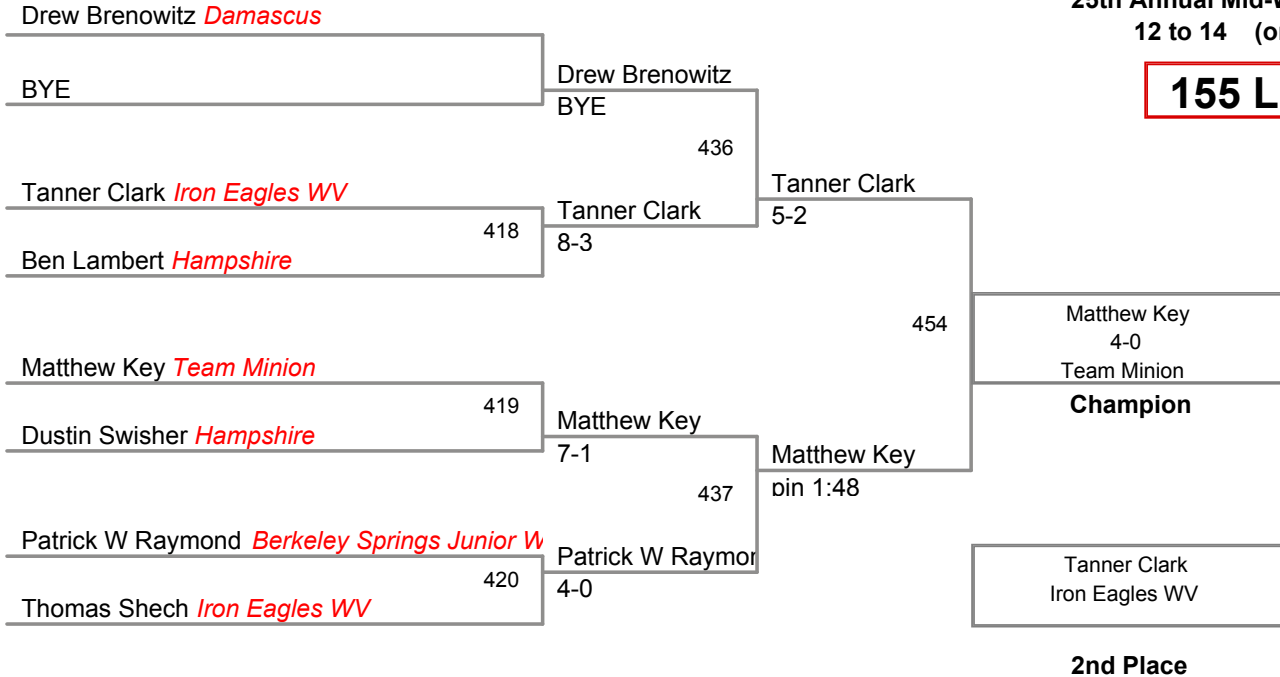 Drew Brenowitz Damascus
25th Annual
12 to 14
155
BYE
Drew Brenowitz
BYE
436
Tanner Clark Iron Eagles WV
Tanner Clark
5-2
418
Tanner Clark
8-3
Ben Lambert Hampshire
454
Matthew Key
4-0
Team Minion
Champion
Matthew Key Team Minion
419
Dustin Swisher Hampshire
Matthew Key
7-1
437
Matthew Key
pin 1:48
Patrick W Raymond Berkeley Springs Junior
Patrick W
4-0
420
Thomas Shech Iron Eagles WV
Tanner Clark
Iron Eagles WV
2nd Place